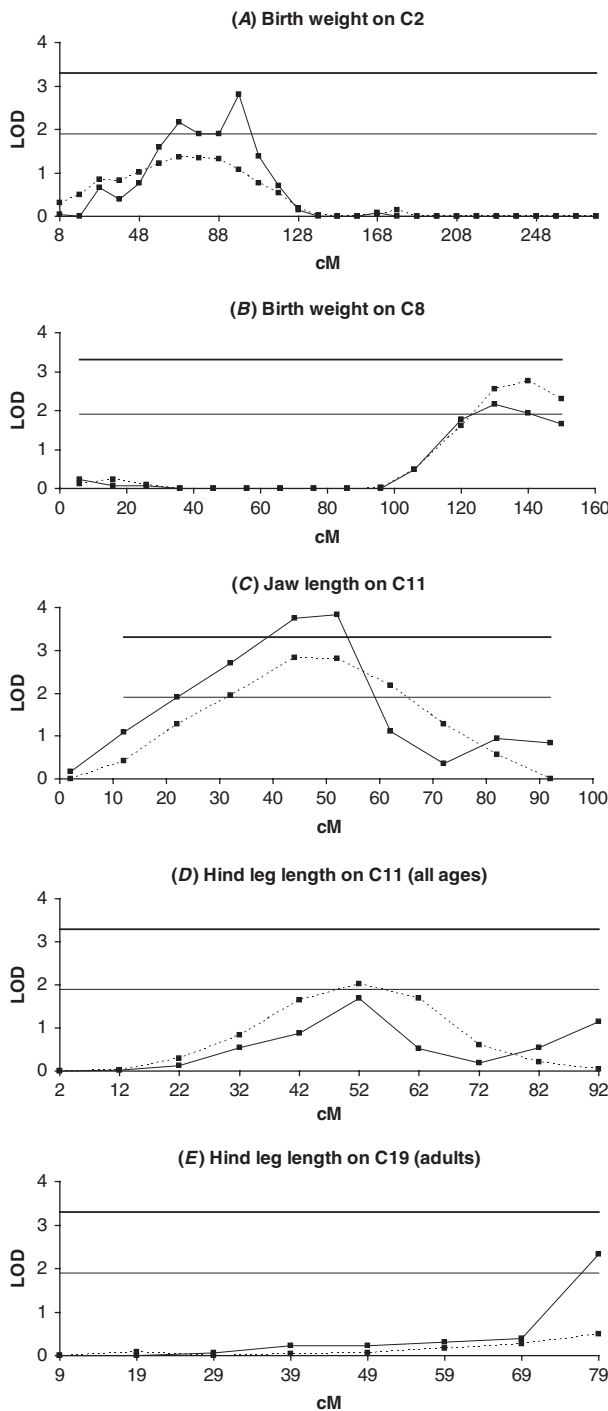 (A) Birth weight on C2
4
3
2
1
0
LOD
8 48 88 128 168 208 248
cM
(B) Birth weight on C8
4
3
2
1
0
LOD
0 20 40 60 80 100 120 140 160
cM
(C) Jaw length on C11
4
3
2
1
0
LOD
0 10 20 30 40 50 60 70 80 90 100
cM
(D) Hind leg length on C11 (all ages)
4
3
2
1
0
LOD
2 12 22 32 42 52 62 72 82 92
cM
(E) Hind leg length on C19 (adults)
4
3
2
1
0
LOD
9 19 29 39 49 59 69 79
cM